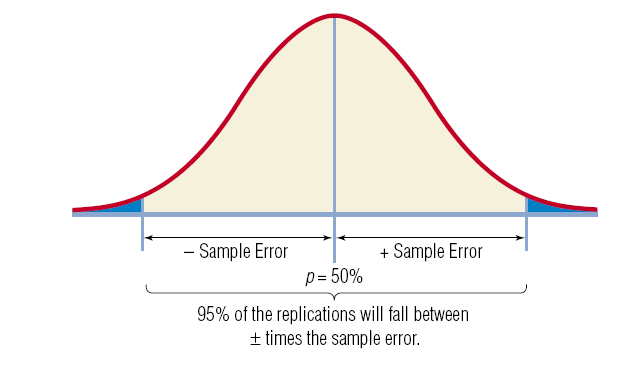 – Sample Error
+ Sample Error
p = 50%
95% of the replications will fall between
± times the sample error.